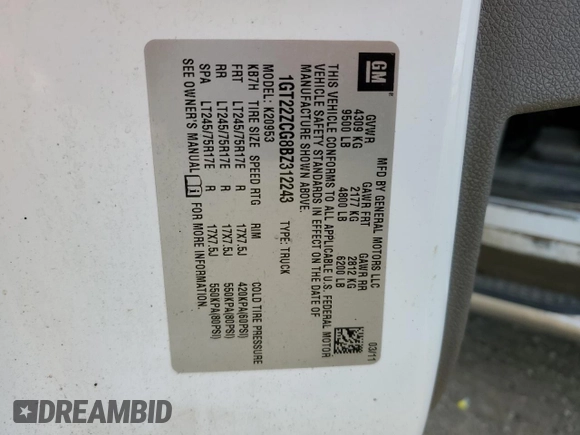 GM
MFD BY GENERAL MOTORS LLC
03/11
GVWR GAWR FRT GAWR RR
4309 KG 2177 KG 2812 KG
9500 LB 4800 LB 6200 LB
THIS VEHICLE CONFORMS TO ALL APPLICABLE U.S. FEDERAL MOTOR
VEHICLE SAFETY STANDARDS IN EFFECT ON THE DATE OF
MANUFACTURE SHOWN ABOVE.
1GT22ZCG8BZ312243 TYPE: TRUCK
MODEL: K20953
KB7H TIRE SIZE SPEED RTG RIM COLD TIRE PRESSURE
FRT LT245/75R17E R 17X7.5J 420KPA(60PSI)
RR LT245/75R17E R 17X7.5J 550KPA(80PSI)
SPA LT245/75R17E R 17X7.5J 550KPA(80PSI)
SEE OWNER'S MANUAL FOR MORE INFORMATION.
DREAMBID